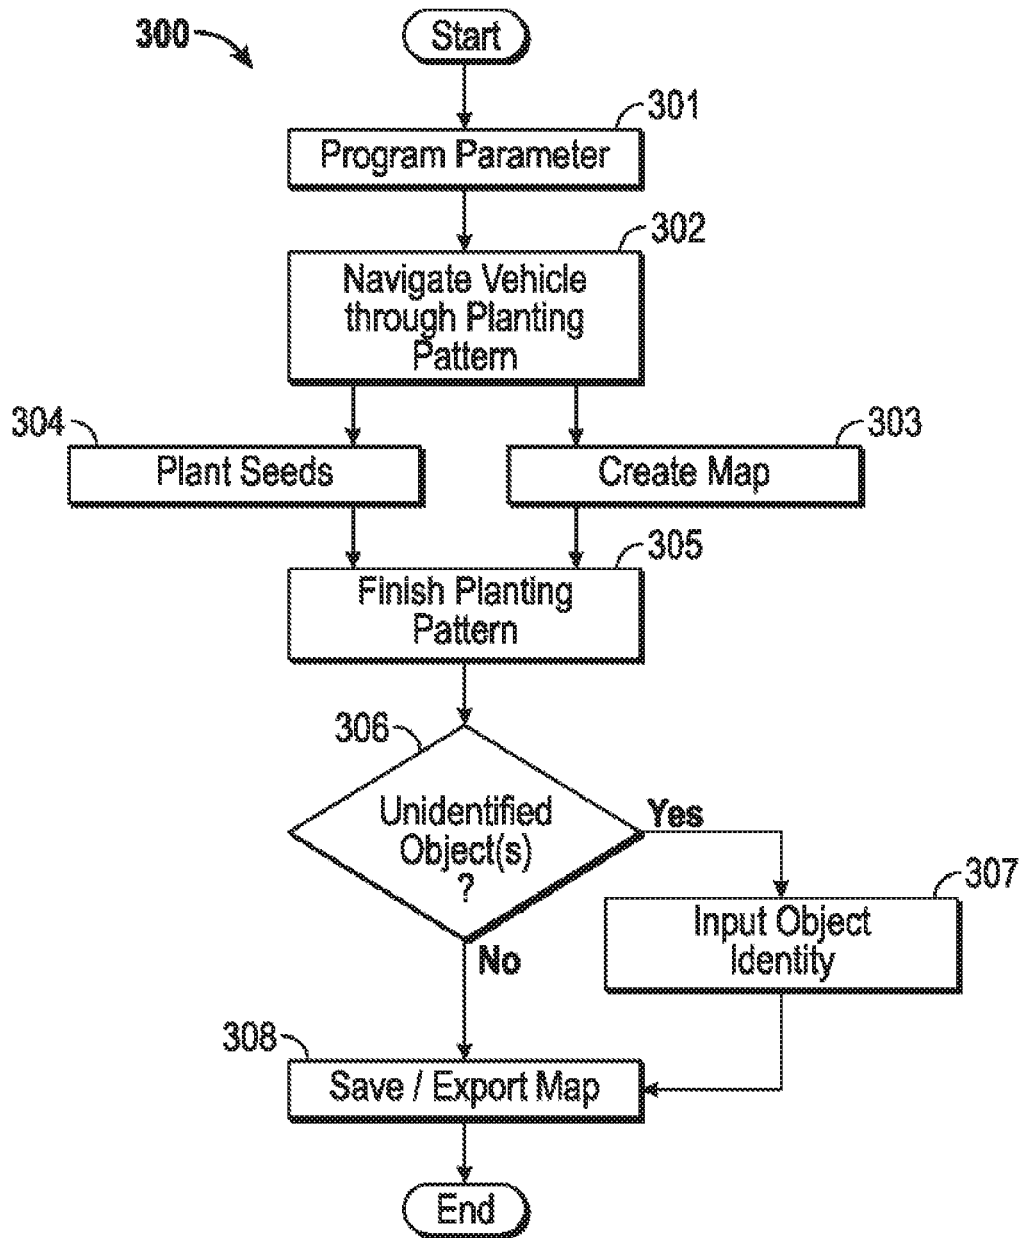 300
Start
301
Program Parameter
302
Navigate Vehicle
through Planting
Pattern
304
Plant Seeds
303
Create Map
305
Finish Planting
Pattern
306
Unidentified
Object(s)
?
Yes
307
Input Object
Identity
No
308
Save / Export Map
End